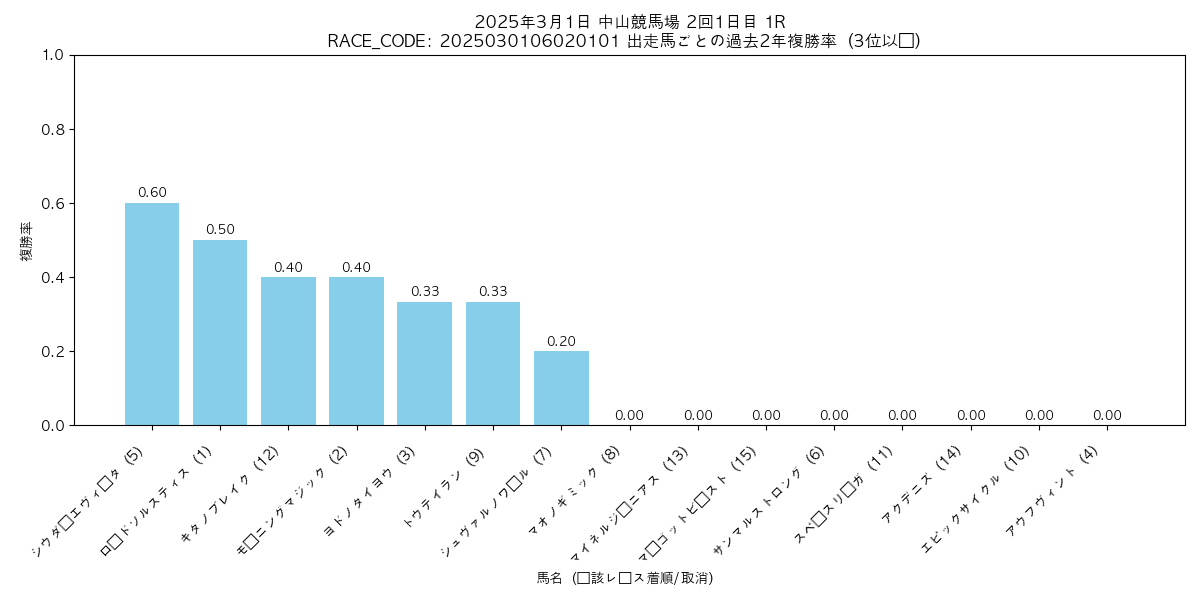 2025年3月1日 中山競馬場 2回1日目 1R
RACE_CODE: 2025030106020101 出走馬ごとの過去2年複勝率 (3位以□)
1.0
0.8
0.6
0.4
0.2
0.0
複勝率
0.60
0.50
0.40
0.40
0.33
0.33
0.20
0.00
0.00
0.00
0.00
0.00
0.00
0.00
0.00
シウダ□エヴィ□タ (5)
ロ□ドソルスティス (1)
キタノブレイク (12)
モ□ニングマジック (2)
ヨドノタイヨウ (3)
トウテイラン (9)
シュヴァルノワ□ル (7)
マオノギミック (8)
マイネルジ□ニアス (13)
マ□ゴットピ□スト (15)
サンマルストロング (6)
スペ□スリ□ガ (11)
アクデニズ (14)
エピックサイクル (10)
アウフヴィント (4)
馬名 (□該レ□ス着順/取消)